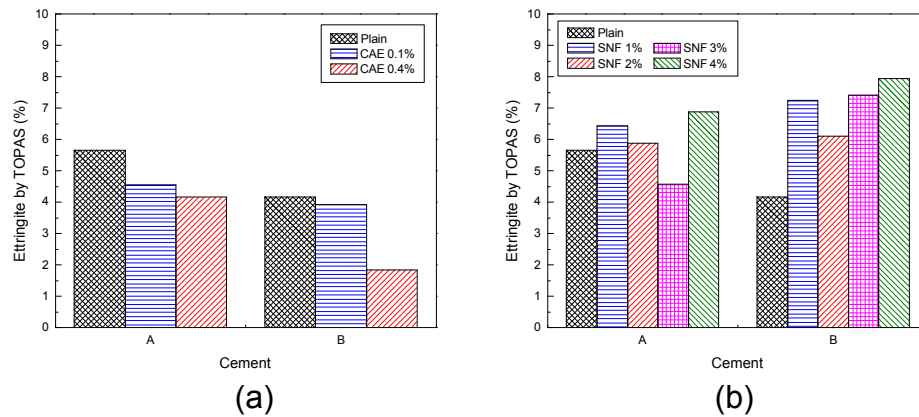 Ettringite by TOPAS (%)
10
9
8
7
6
5
4
3
2
1
0
Plain
CAE 0.1%
CAE 0.4%
A
B
Cement
(a)
Ettringite by TOPAS (%)
10
9
8
7
6
5
4
3
2
1
0
Plain
SNF 1%
SNF 3%
SNF 2%
SNF 4%
A
B
Cement
(b)